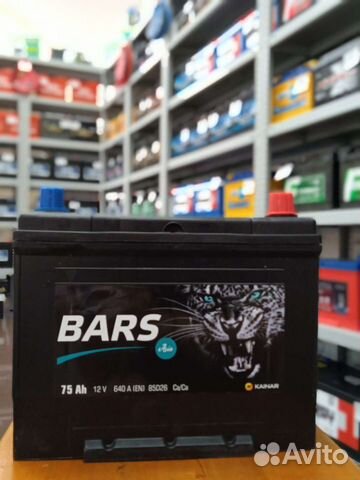 BARS
75 Ah 12 V 640 A (EN) 85D26 Ca/Ca
KAINAR
Avito